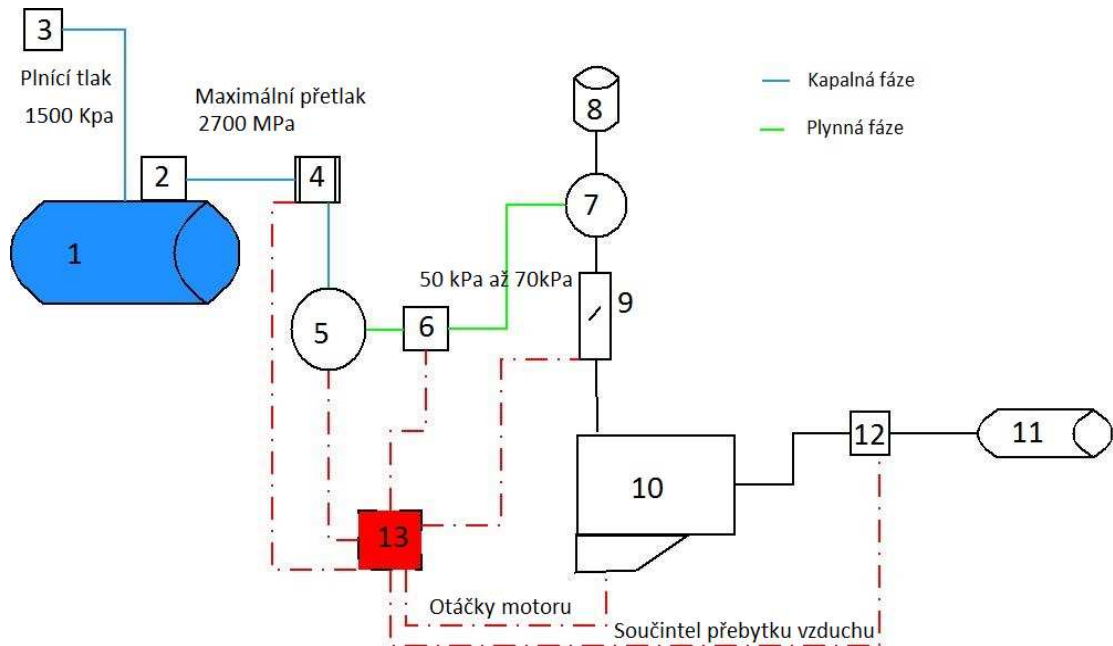 3
Plnící tlak
1500 Kpa
Maximální přetlak
2700 MPa
8
Kapalná fáze
Plynná fáze
2
4
7
1
50 kPa až 70kPa
9
5
6
12
11
10
13
Otáčky motoru
Součintel přebytku vzduchu